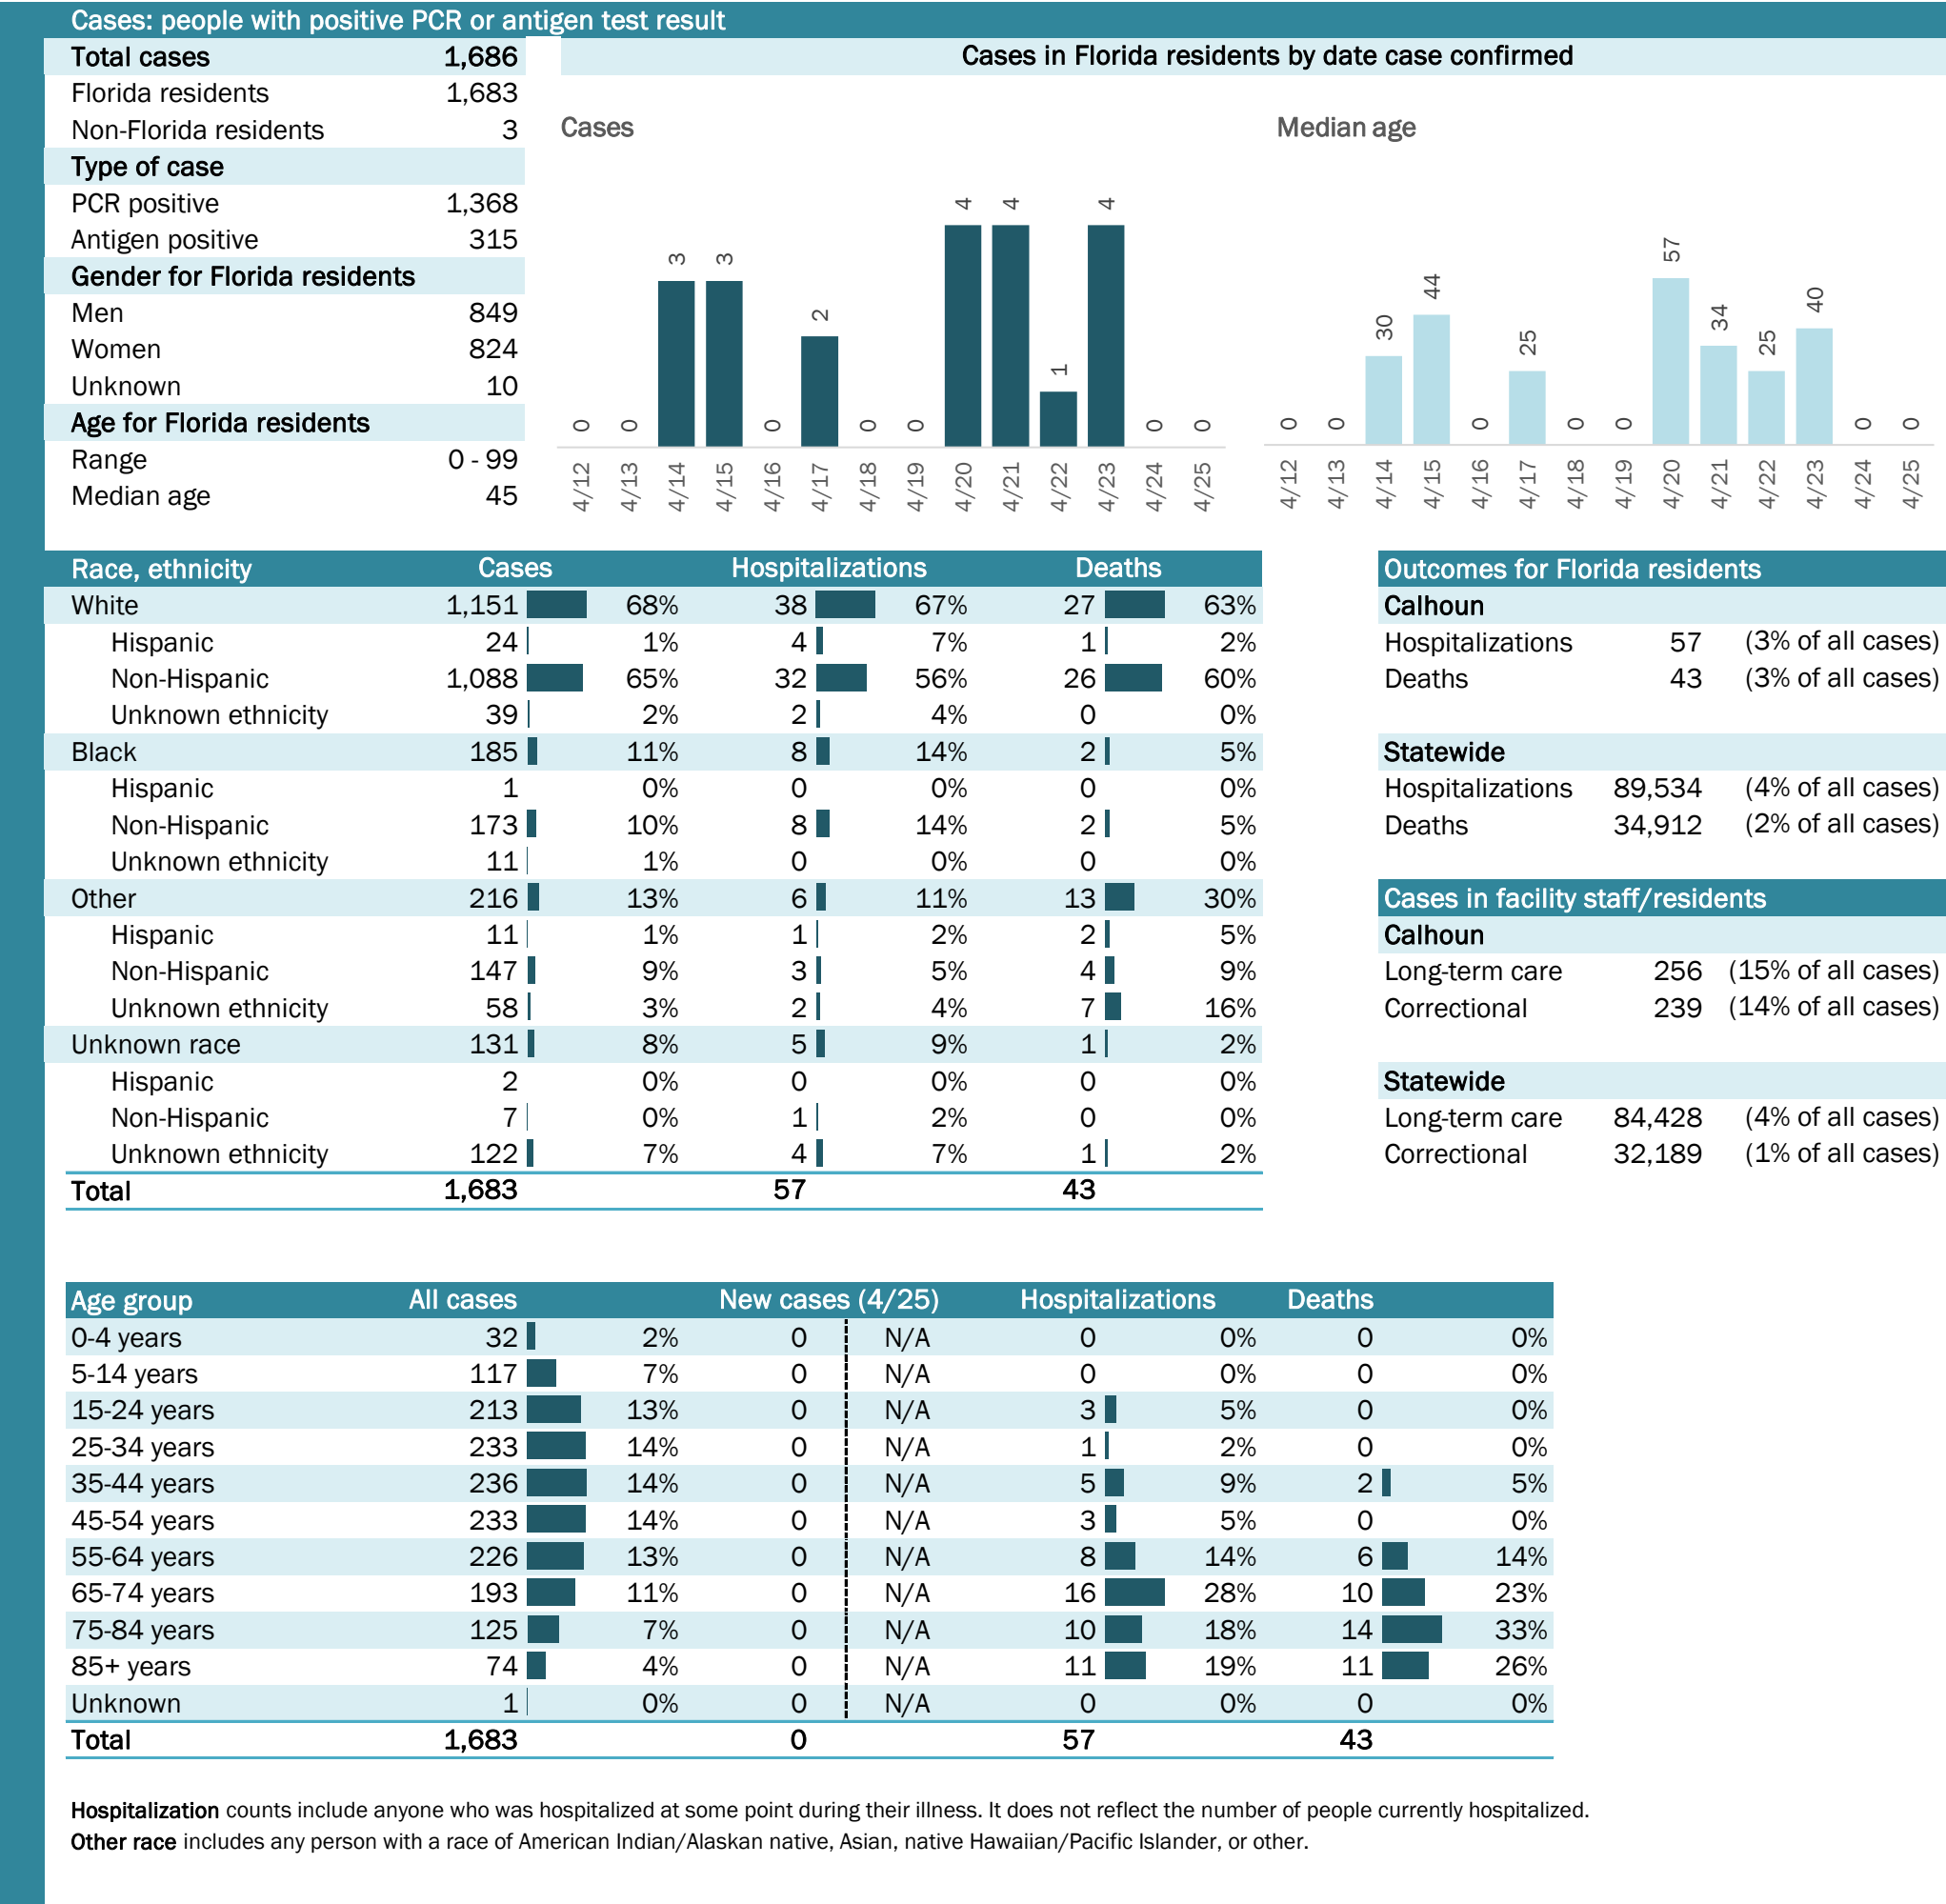 Cases: people with positive PCR or antigen test result
Total cases 1,686
Florida residents 1,683
Non-Florida residents 3
Type of case
PCR positive 1,368
Antigen positive 315
Gender for Florida residents
Men 849
Women 824
Unknown 10
Age for Florida residents
Range 0 - 99
Median age 45
Cases in Florida residents by date case confirmed
Cases
0 0 3 3 0 2 0 0 4 4 1 4 0 0
4/12 4/13 4/14 4/15 4/16 4/17 4/18 4/19 4/20 4/21 4/22 4/23 4/24 4/25
Median age
0 0 30 44 0 25 0 0 57 34 25 40 0 0
4/12 4/13 4/14 4/15 4/16 4/17 4/18 4/19 4/20 4/21 4/22 4/23 4/24 4/25
Race, ethnicity Cases Hospitalizations Deaths
White 1,151 68% 38 67% 27 63%
Hispanic 24 1% 4 7% 1 2%
Non-Hispanic 1,088 65% 32 56% 26 60%
Unknown ethnicity 39 2% 2 4% 0 0%
Black 185 11% 8 14% 2 5%
Hispanic 1 0% 0 0% 0 0%
Non-Hispanic 173 10% 8 14% 2 5%
Unknown ethnicity 11 1% 0 0% 0 0%
Other 216 13% 6 11% 13 30%
Hispanic 11 1% 1 2% 2 5%
Non-Hispanic 147 9% 3 5% 4 9%
Unknown ethnicity 58 3% 2 4% 7 16%
Unknown race 131 8% 5 9% 1 2%
Hispanic 2 0% 0 0% 0 0%
Non-Hispanic 7 0% 1 2% 0 0%
Unknown ethnicity 122 7% 4 7% 1 2%
Total 1,683 57 43
Outcomes for Florida residents
Calhoun
Hospitalizations 57 (3% of all cases)
Deaths 43 (3% of all cases)
Statewide
Hospitalizations 89,534 (4% of all cases)
Deaths 34,912 (2% of all cases)
Cases in facility staff/residents
Calhoun
Long-term care 256 (15% of all cases)
Correctional 239 (14% of all cases)
Statewide
Long-term care 84,428 (4% of all cases)
Correctional 32,189 (1% of all cases)
Age group All cases New cases (4/25) Hospitalizations Deaths
0-4 years 32 2% 0 N/A 0 0% 0 0%
5-14 years 117 7% 0 N/A 0 0% 0 0%
15-24 years 213 13% 0 N/A 3 5% 0 0%
25-34 years 233 14% 0 N/A 1 2% 0 0%
35-44 years 236 14% 0 N/A 5 9% 2 5%
45-54 years 233 14% 0 N/A 3 5% 0 0%
55-64 years 226 13% 0 N/A 8 14% 6 14%
65-74 years 193 11% 0 N/A 16 28% 10 23%
75-84 years 125 7% 0 N/A 10 18% 14 33%
85+ years 74 4% 0 N/A 11 19% 11 26%
Unknown 1 0% 0 N/A 0 0% 0 0%
Total 1,683 0 57 43
Hospitalization counts include anyone who was hospitalized at some point during their illness. It does not reflect the number of people currently hospitalized.
Other race includes any person with a race of American Indian/Alaskan native, Asian, native Hawaiian/Pacific Islander, or other.